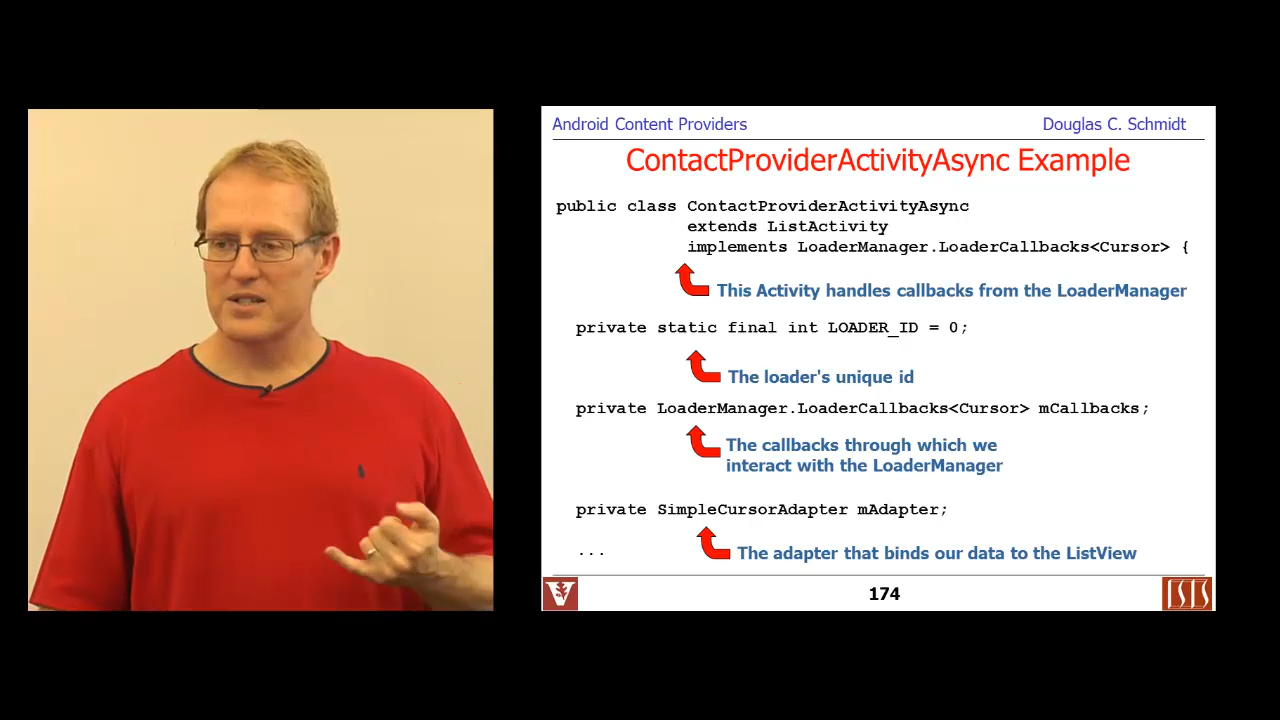 Android Content Providers
Douglas C. Schmidt
ContactProviderActivityAsync Example
public class ContactProviderActivityAsync
extends ListActivity
implements LoaderManager.LoaderCallbacks<Cursor> {
This Activity handles callbacks from the LoaderManager
private static final int LOADER_ID = 0;
The loader's unique id
private LoaderManager.LoaderCallbacks<Cursor> mCallbacks;
The callbacks through which we
interact with the LoaderManager
private SimpleCursorAdapter mAdapter;
...
The adapter that binds our data to the ListView
V
174
ISIS